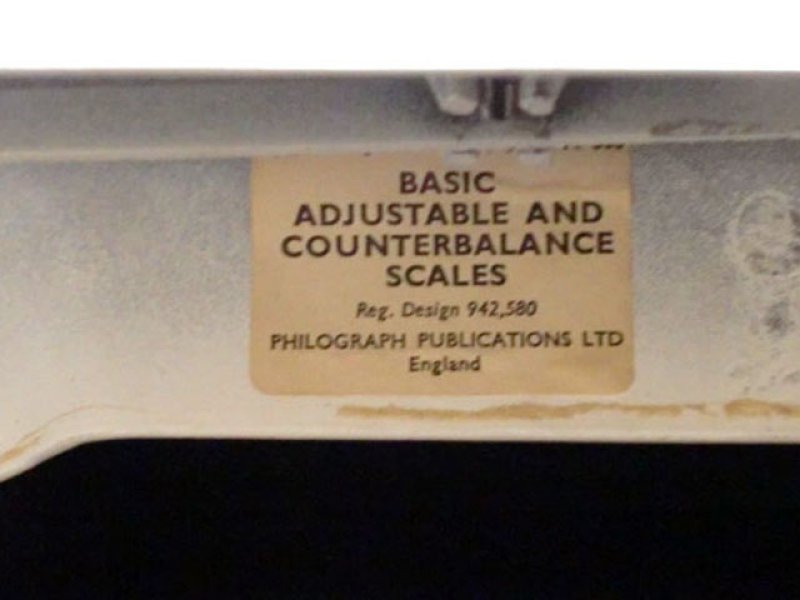 BASIC
ADJUSTABLE AND
COUNTERBALANCE
SCALES
Reg. Design 942,580
PHILOGRAPH PUBLICATIONS LTD
England